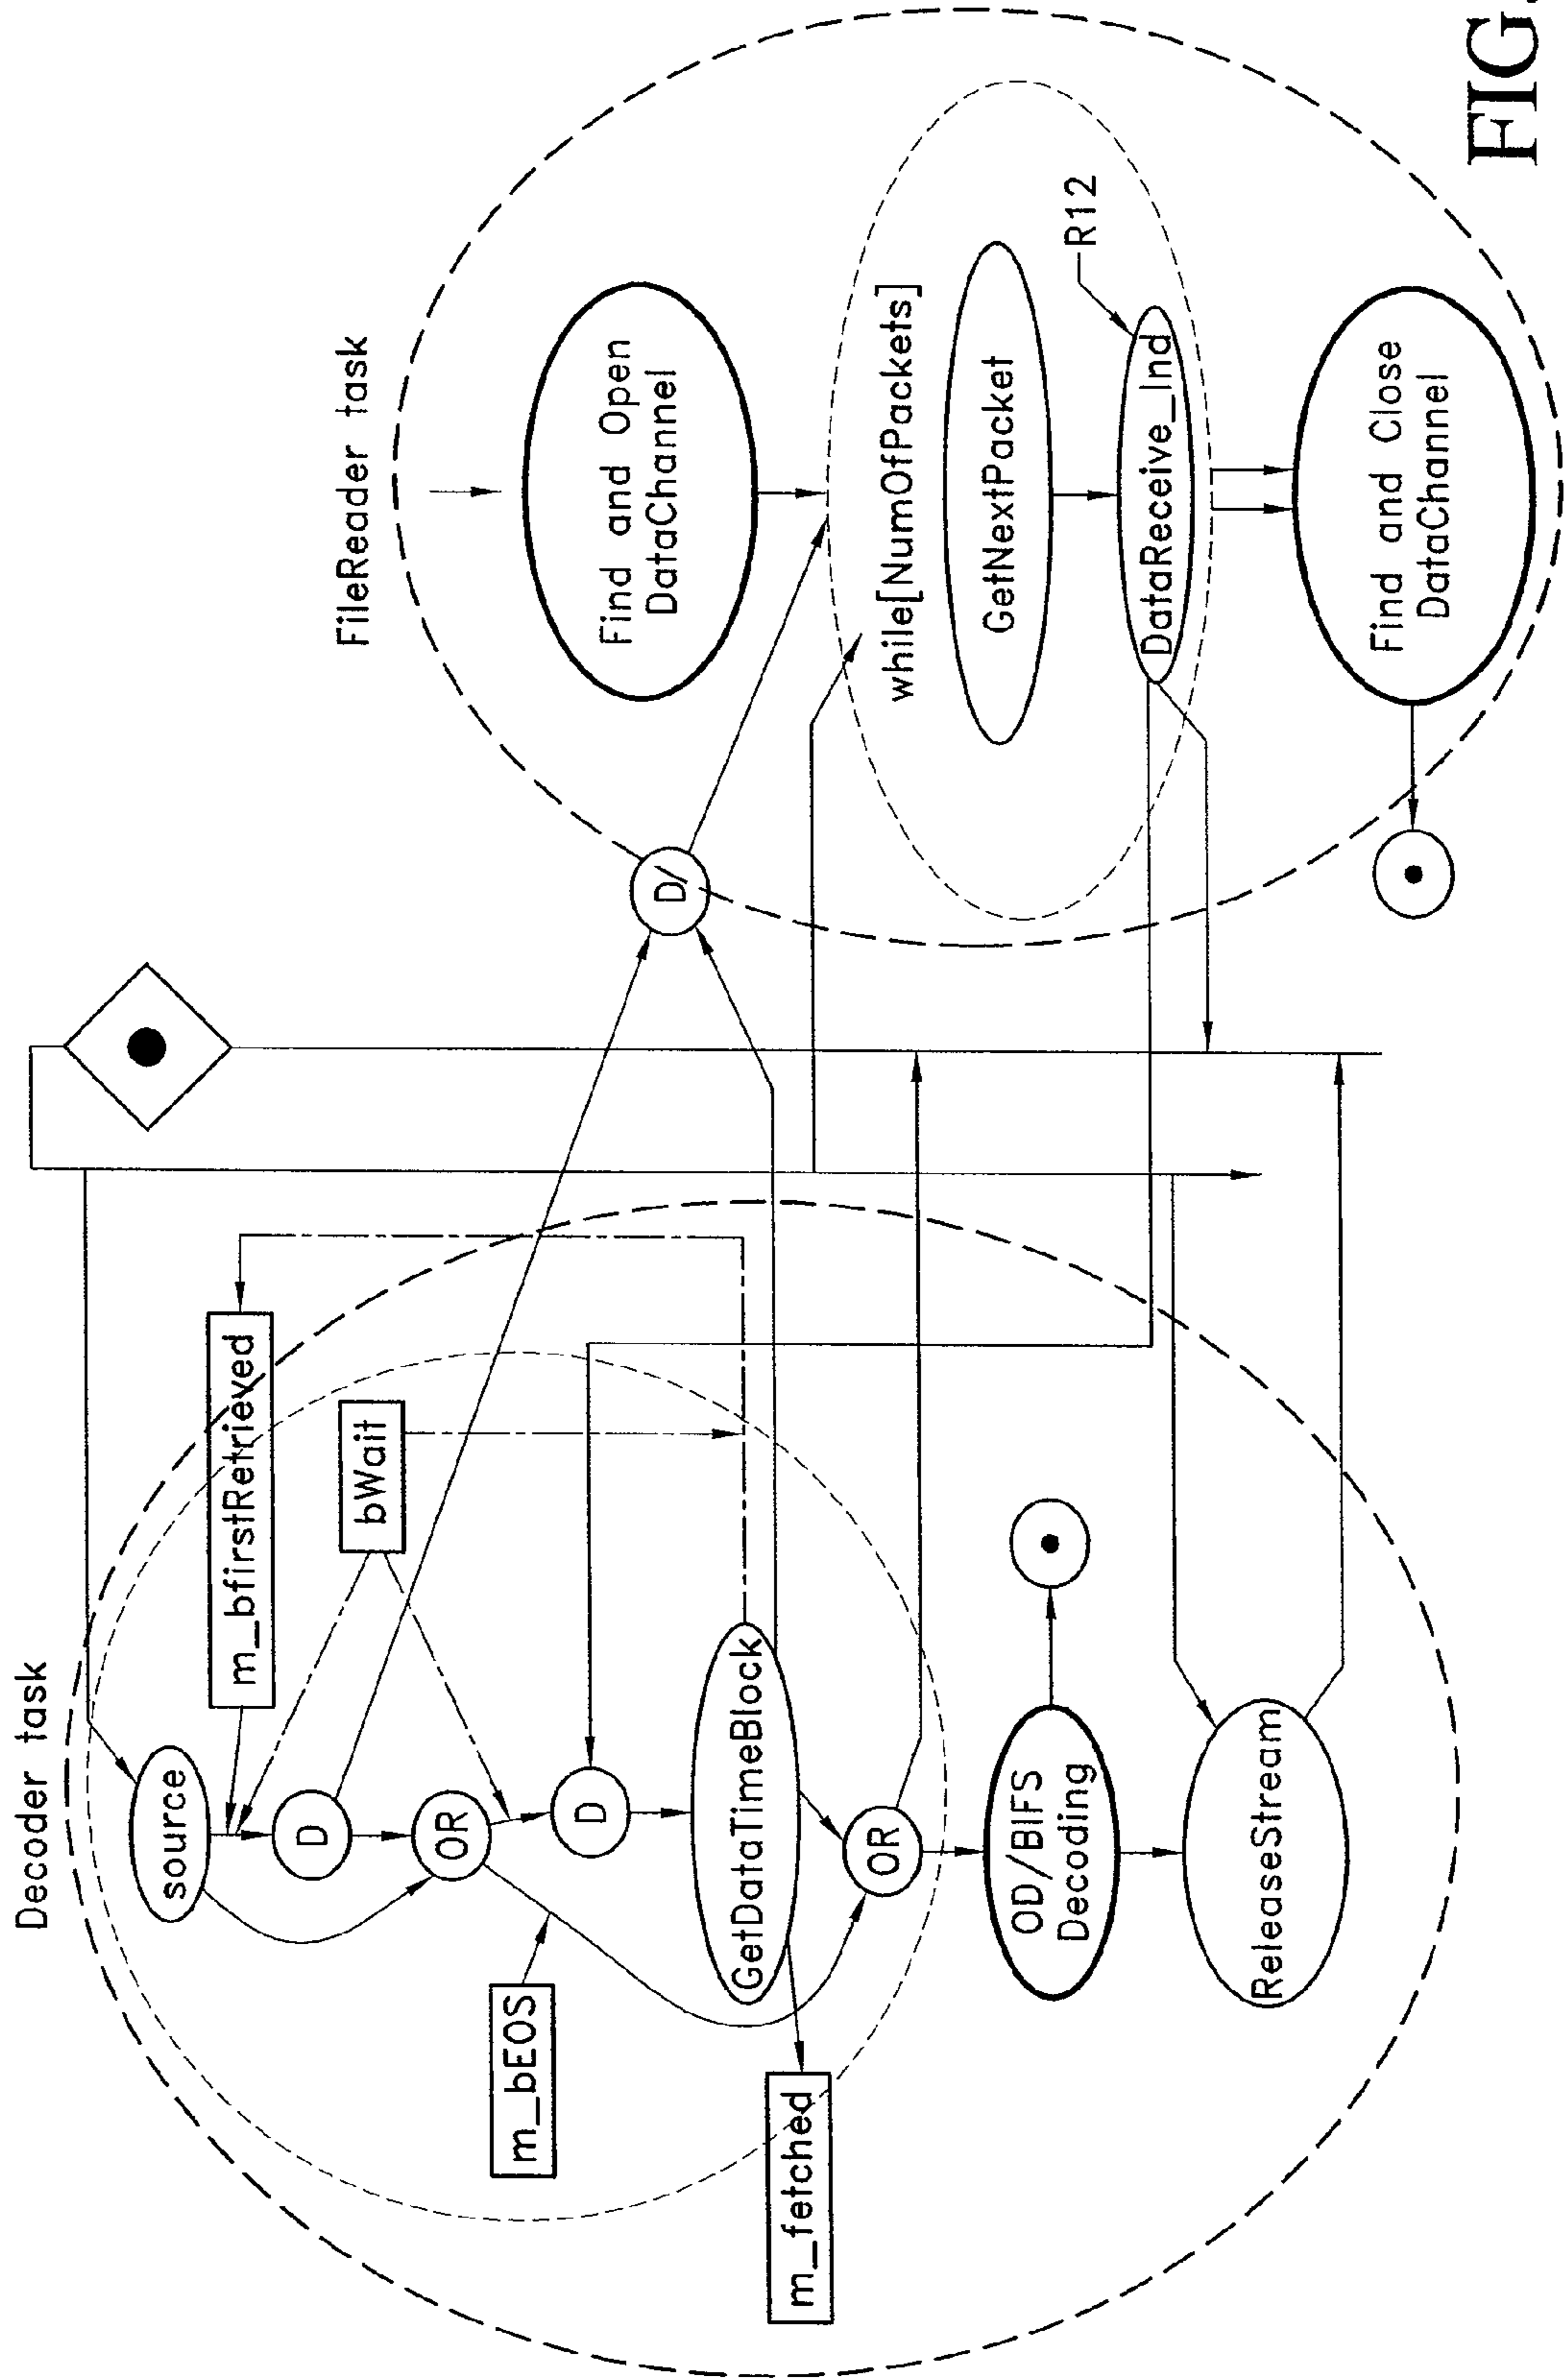 Decoder task
source
m_bfirstRetrieved
D
bWait
OR
m_bEOS
D
GetDataTimeBlock
m_fetched
OR
OD/BIFS
Decoding
ReleaseStream
FileReader task
Find and Open
DataChannel
D/
while[NumOfPackets]
GetNextPacket
DataReceive_Ind
R12
Find and Close
DataChannel
FIG.